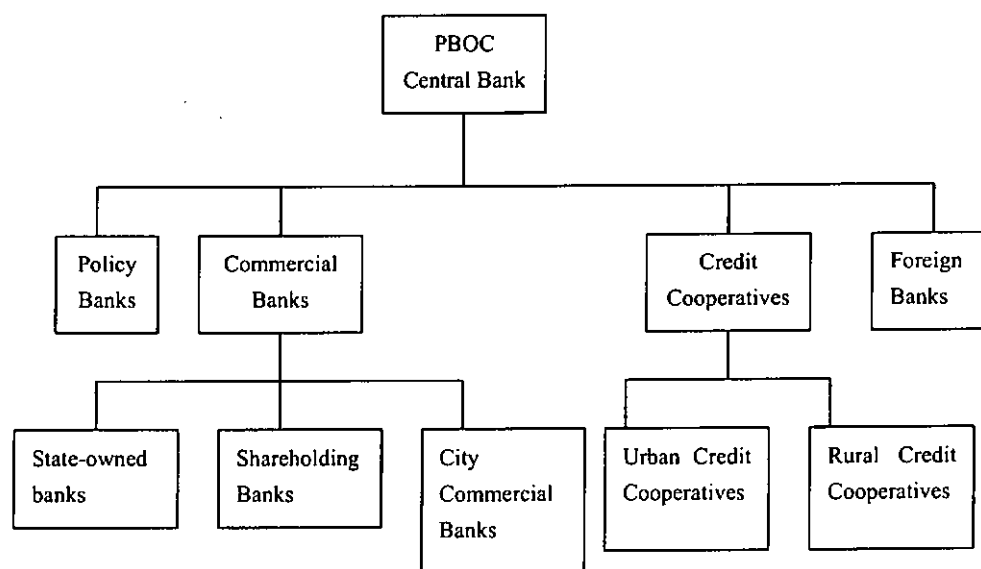 PBOC
Central Bank
Policy
Banks
Commercial
Banks
Credit
Cooperatives
Foreign
Banks
State-owned
banks
Shareholding
Banks
City
Commercial
Banks
Urban Credit
Cooperatives
Rural Credit
Cooperatives